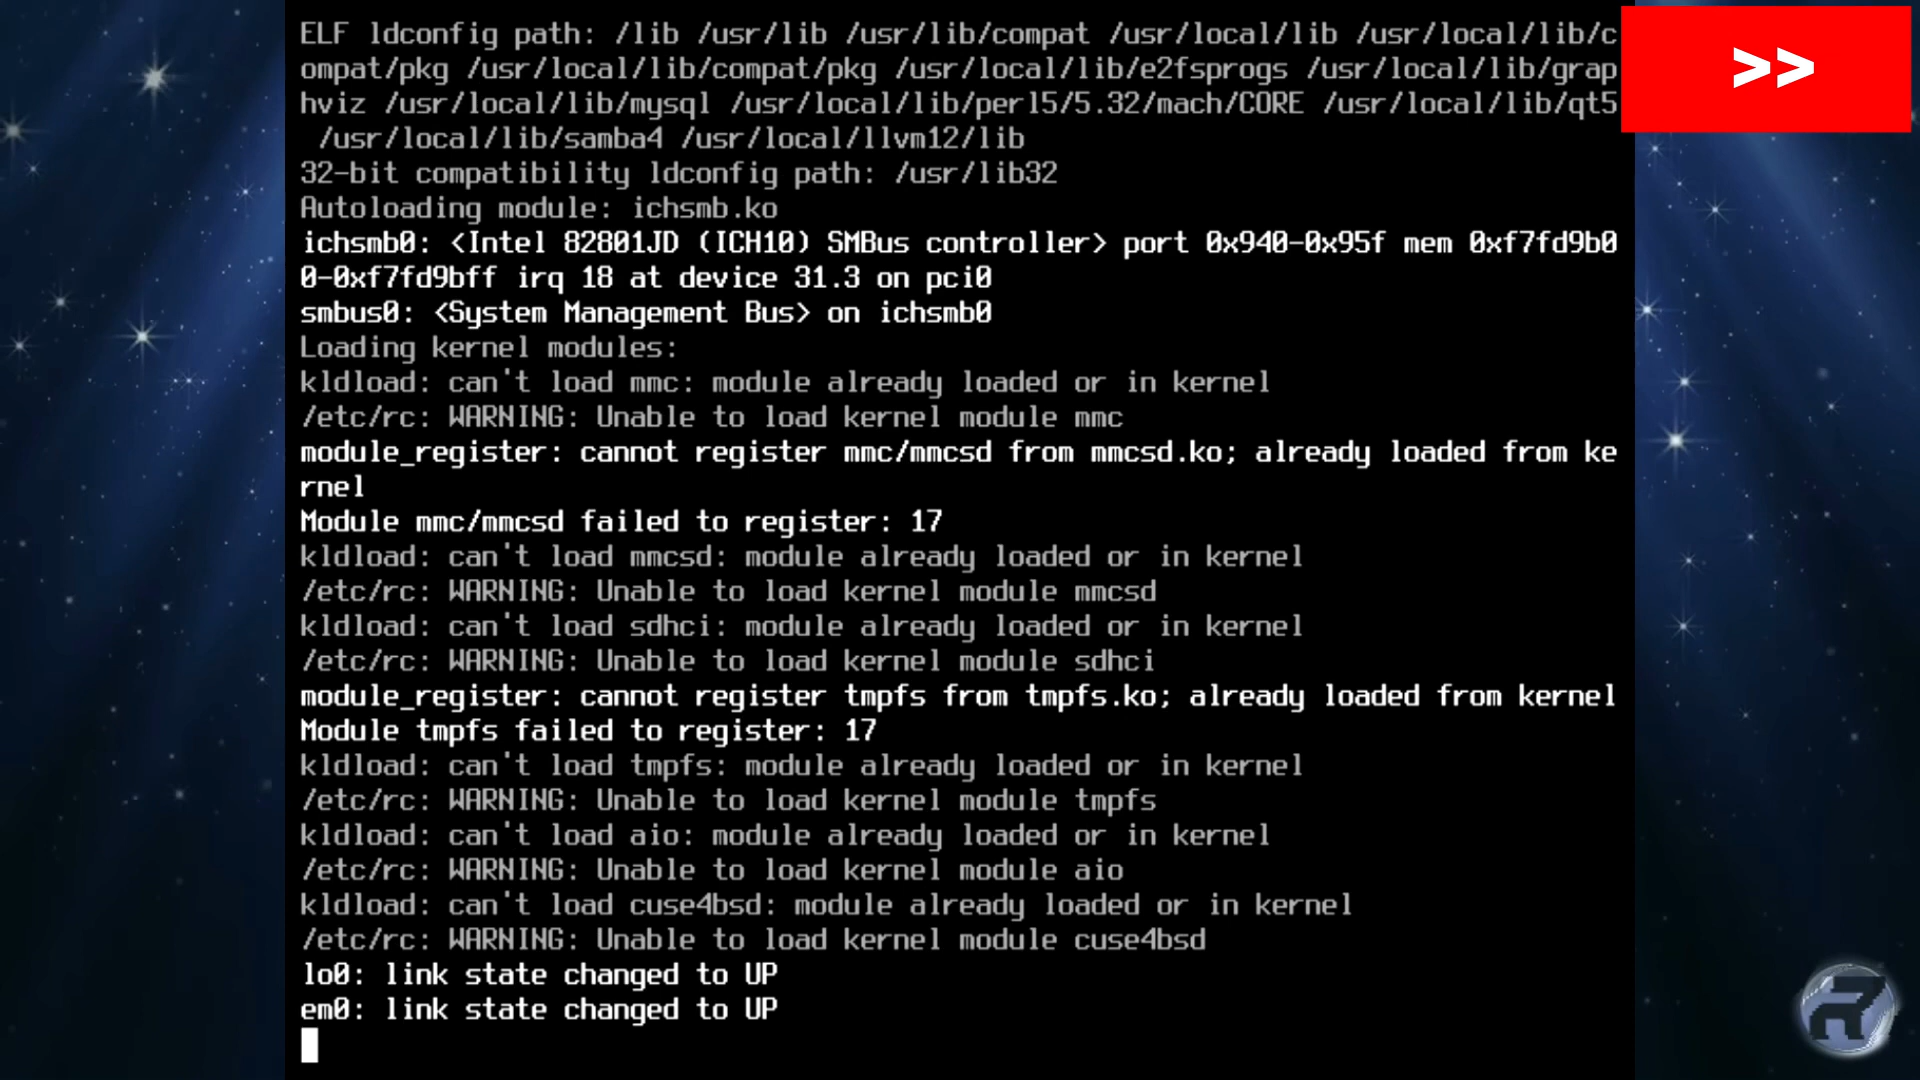 ELF ldconfig path: /lib /usr/lib /usr/lib/compat /usr/local/lib /usr/local/lib/c
ompat/pkg /usr/local/lib/compat/pkg /usr/local/lib/e2fsprogs /usr/local/lib/grap
hviz /usr/local/lib/mysql /usr/local/lib/perl5/5.32/mach/CORE /usr/local/lib/qt5
 /usr/local/lib/samba4 /usr/local/llvm12/lib
32-bit compatibility ldconfig path: /usr/lib32
Autoloading module: ichsmb.ko
ichsmb0: <Intel 82801JD (ICH10) SMBus controller> port 0x940-0x95f mem 0xf7fd9b0
0-0xf7fd9bff irq 18 at device 31.3 on pci0
smbus0: <System Management Bus> on ichsmb0
Loading kernel modules:
kldload: can't load mmc: module already loaded or in kernel
/etc/rc: WARNING: Unable to load kernel module mmc
module_register: cannot register mmc/mmcsd from mmcsd.ko; already loaded from ke
rnel
Module mmc/mmcsd failed to register: 17
kldload: can't load mmcsd: module already loaded or in kernel
/etc/rc: WARNING: Unable to load kernel module mmcsd
kldload: can't load sdhci: module already loaded or in kernel
/etc/rc: WARNING: Unable to load kernel module sdhci
module_register: cannot register tmpfs from tmpfs.ko; already loaded from kernel
Module tmpfs failed to register: 17
kldload: can't load tmpfs: module already loaded or in kernel
/etc/rc: WARNING: Unable to load kernel module tmpfs
kldload: can't load aio: module already loaded or in kernel
/etc/rc: WARNING: Unable to load kernel module aio
kldload: can't load cuse4bsd: module already loaded or in kernel
/etc/rc: WARNING: Unable to load kernel module cuse4bsd
lo0: link state changed to UP
em0: link state changed to UP
>>